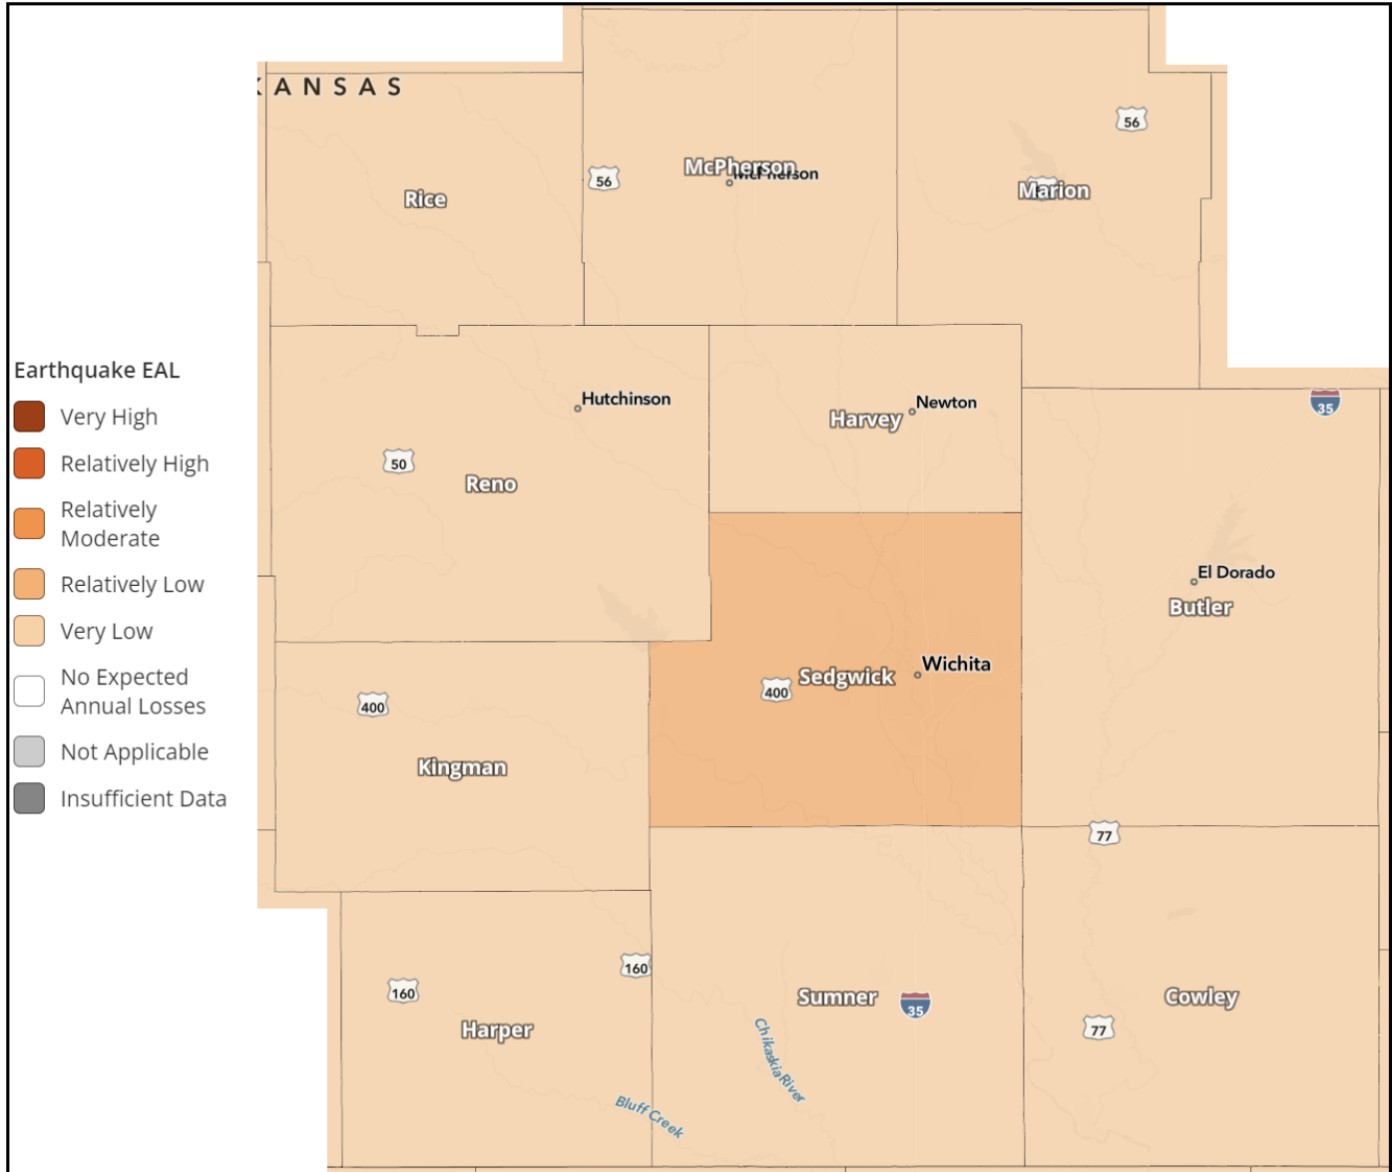 KANSAS
56
McPherson
McPherson
56
Marion
Rice
Earthquake EAL
Very High
Relatively High
Relatively
Moderate
Relatively Low
Very Low
No Expected
Annual Losses
Not Applicable
Insufficient Data
Hutchinson
Newton
Harvey
35
50
Reno
El Dorado
Butler
Wichita
Sedgwick
400
400
Kingman
77
160
160
Sumner
35
Cowley
77
Harper
Chikaskia River
Bluff Creek